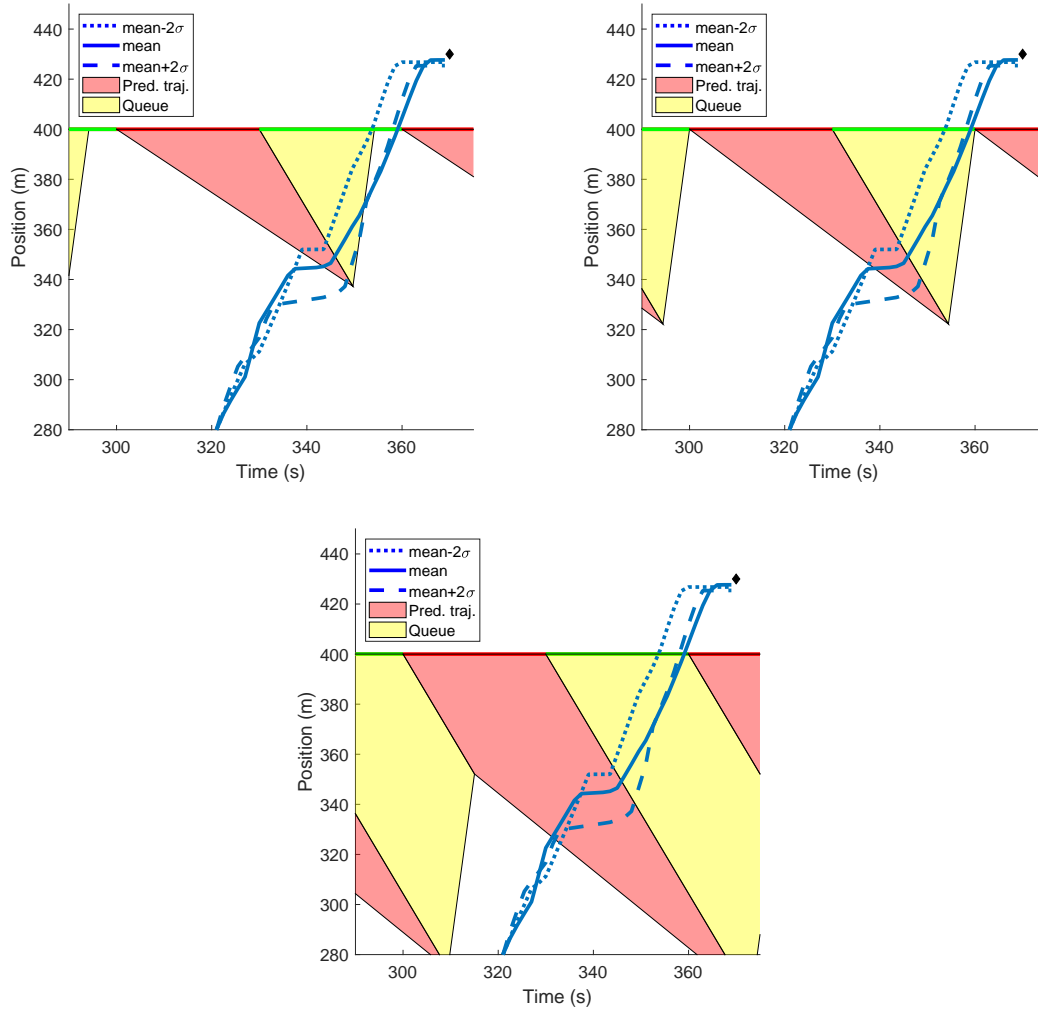 440
420
400
380
360
340
320
300
280
Position (m)
300
320
340
360
Time (s)
mean-2σ
mean
mean+2σ
Pred. traj.
Queue
440
420
400
380
360
340
320
300
280
Position (m)
300
320
340
360
Time (s)
mean-2σ
mean
mean+2σ
Pred. traj.
Queue
440
420
400
380
360
340
320
300
280
Position (m)
300
320
340
360
Time (s)
mean-2σ
mean
mean+2σ
Pred. traj.
Queue